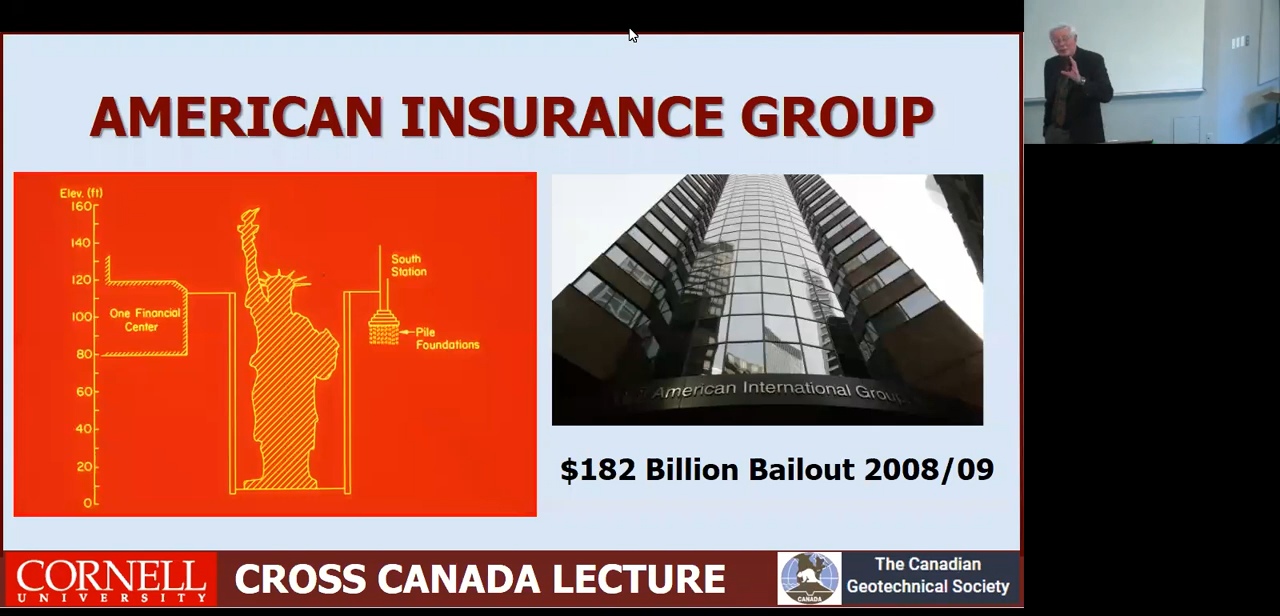 AMERICAN INSURANCE GROUP
Elev. (ft)
160
140
120
100
80
60
40
20
0
One Financial
Center
South
Station
Pile
Foundations
American International Group
$182 Billion Bailout 2008/09
CORNELL
UNIVERSITY
CROSS CANADA LECTURE
CANADA
The Canadian
Geotechnical Society